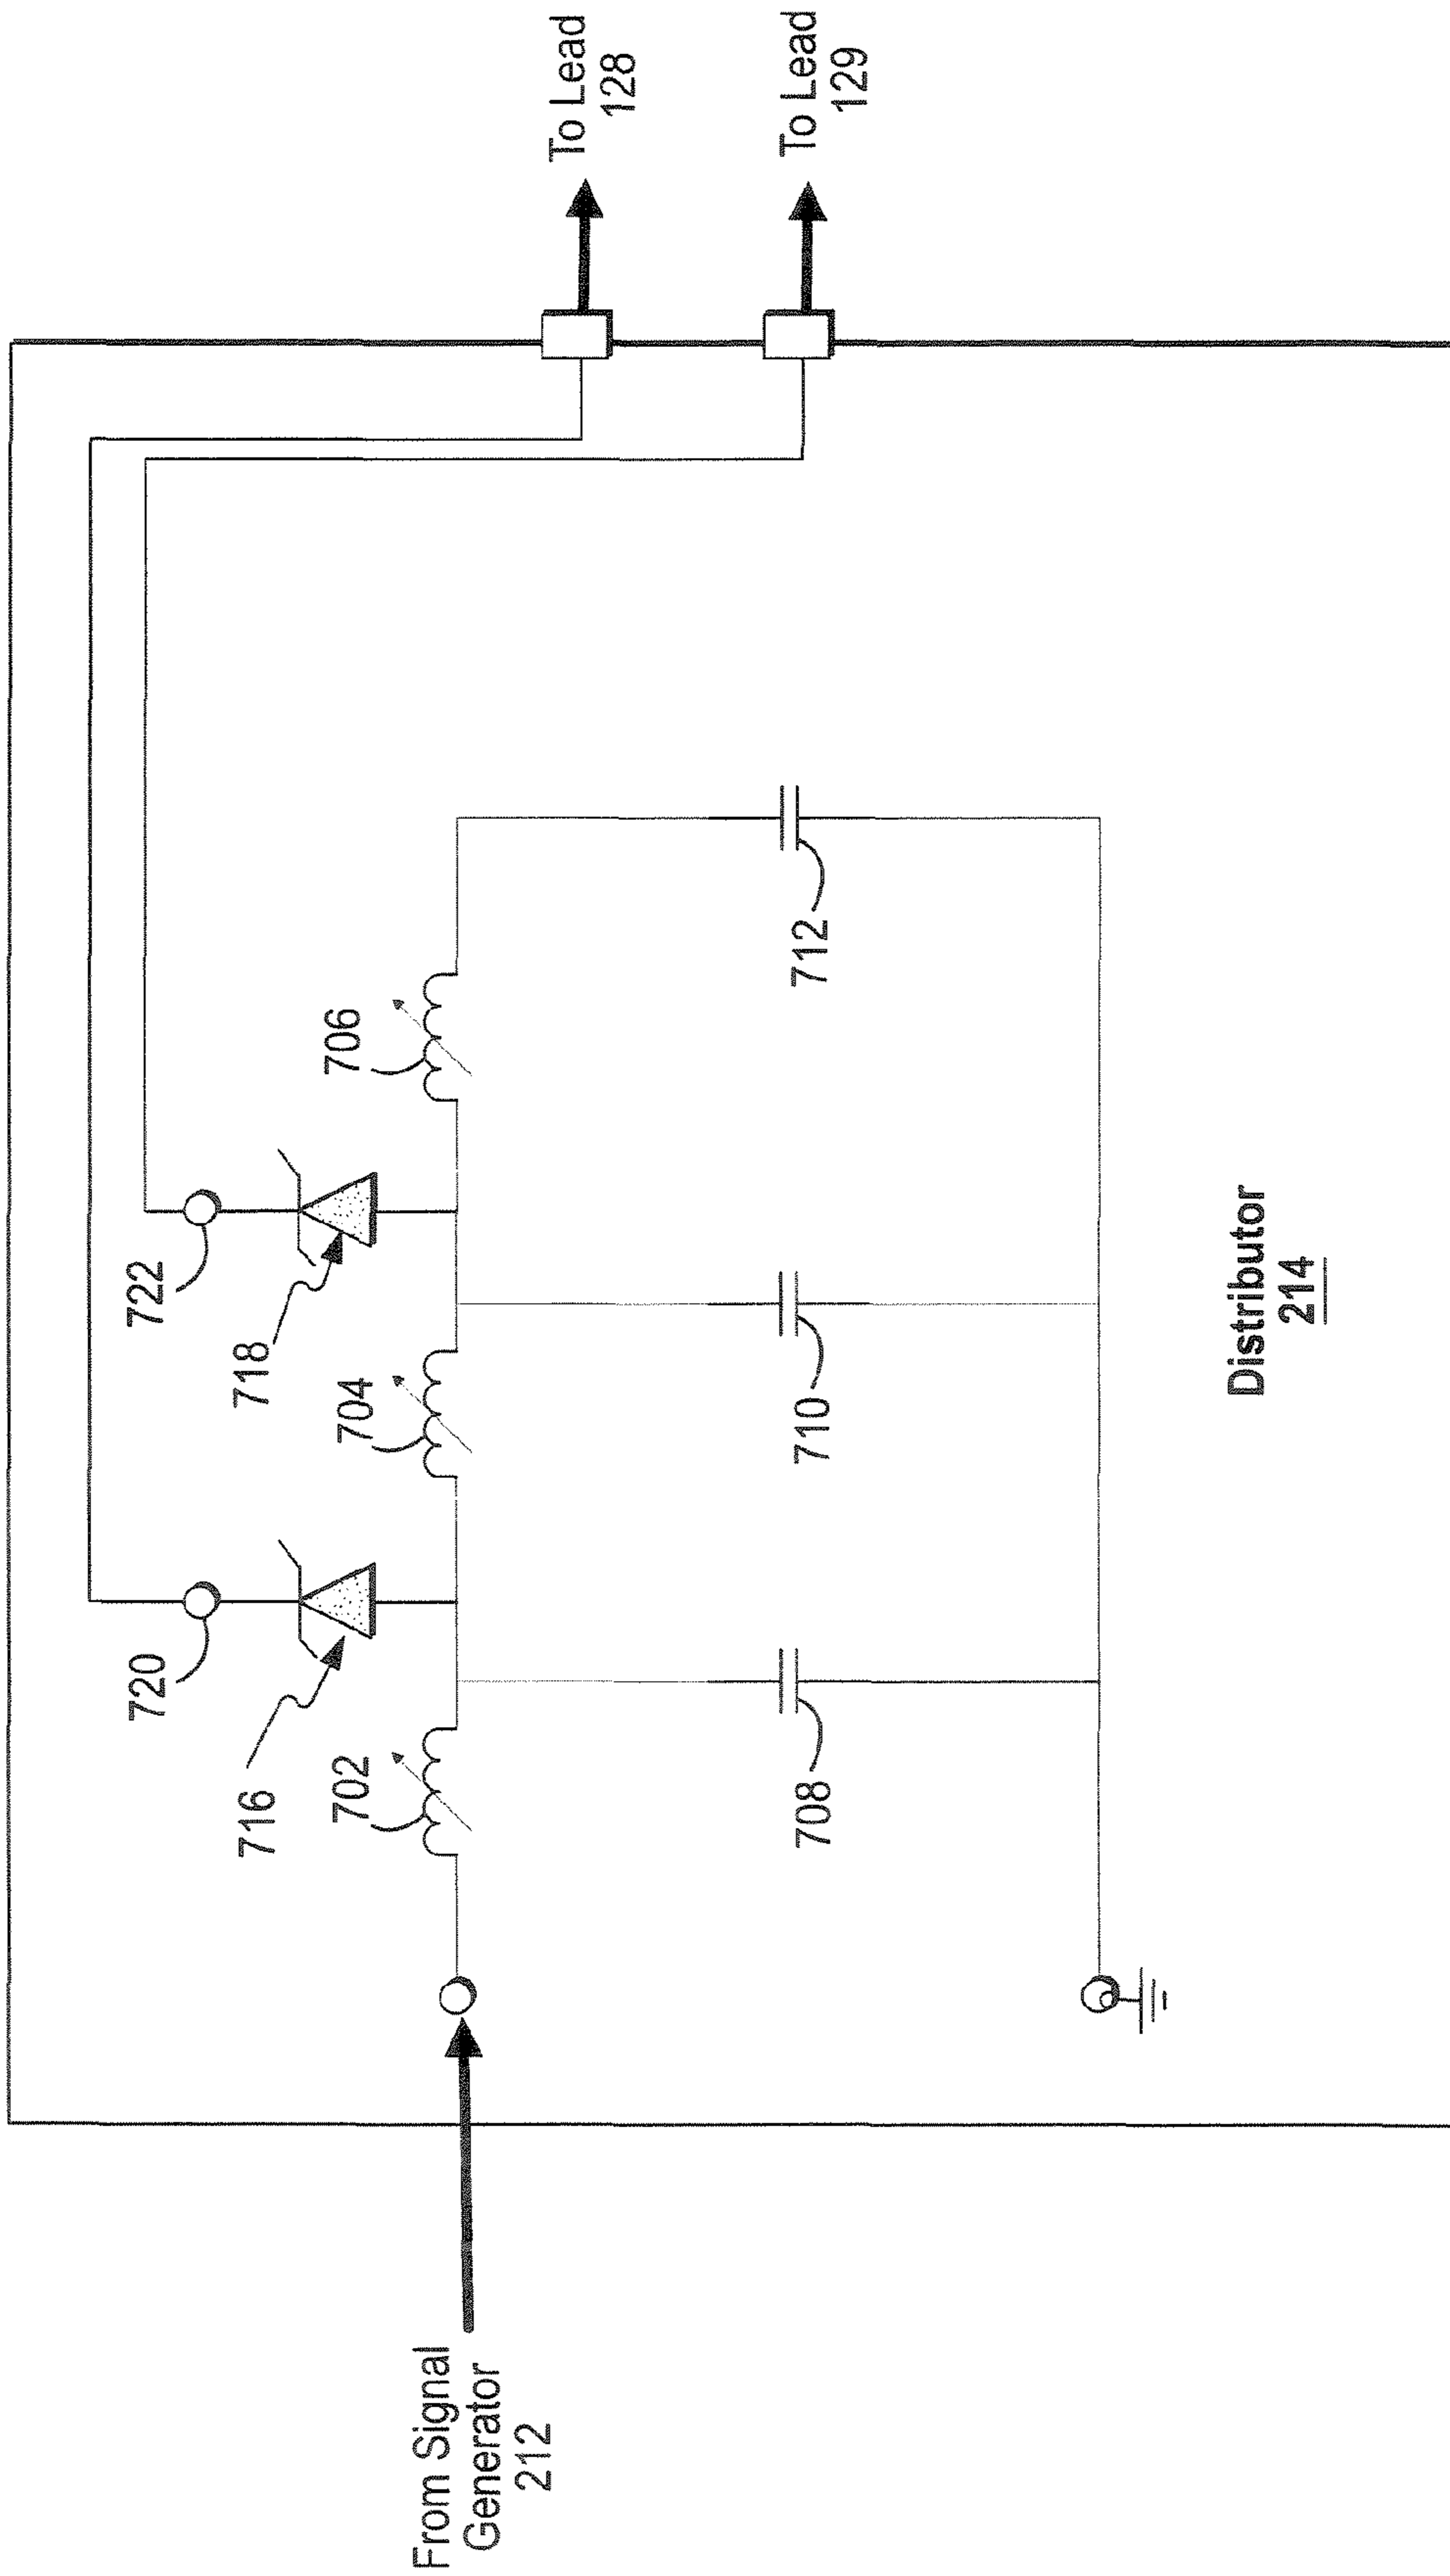 From Signal
Generator
212
716
720
702
704
718
722
706
708
710
712
To Lead
128
To Lead
129
Distributor
214